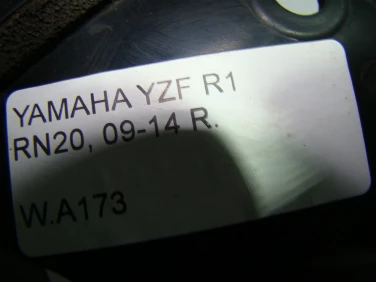 YAMAHA YZF R1
RN20, 09-14 R.
W.A173